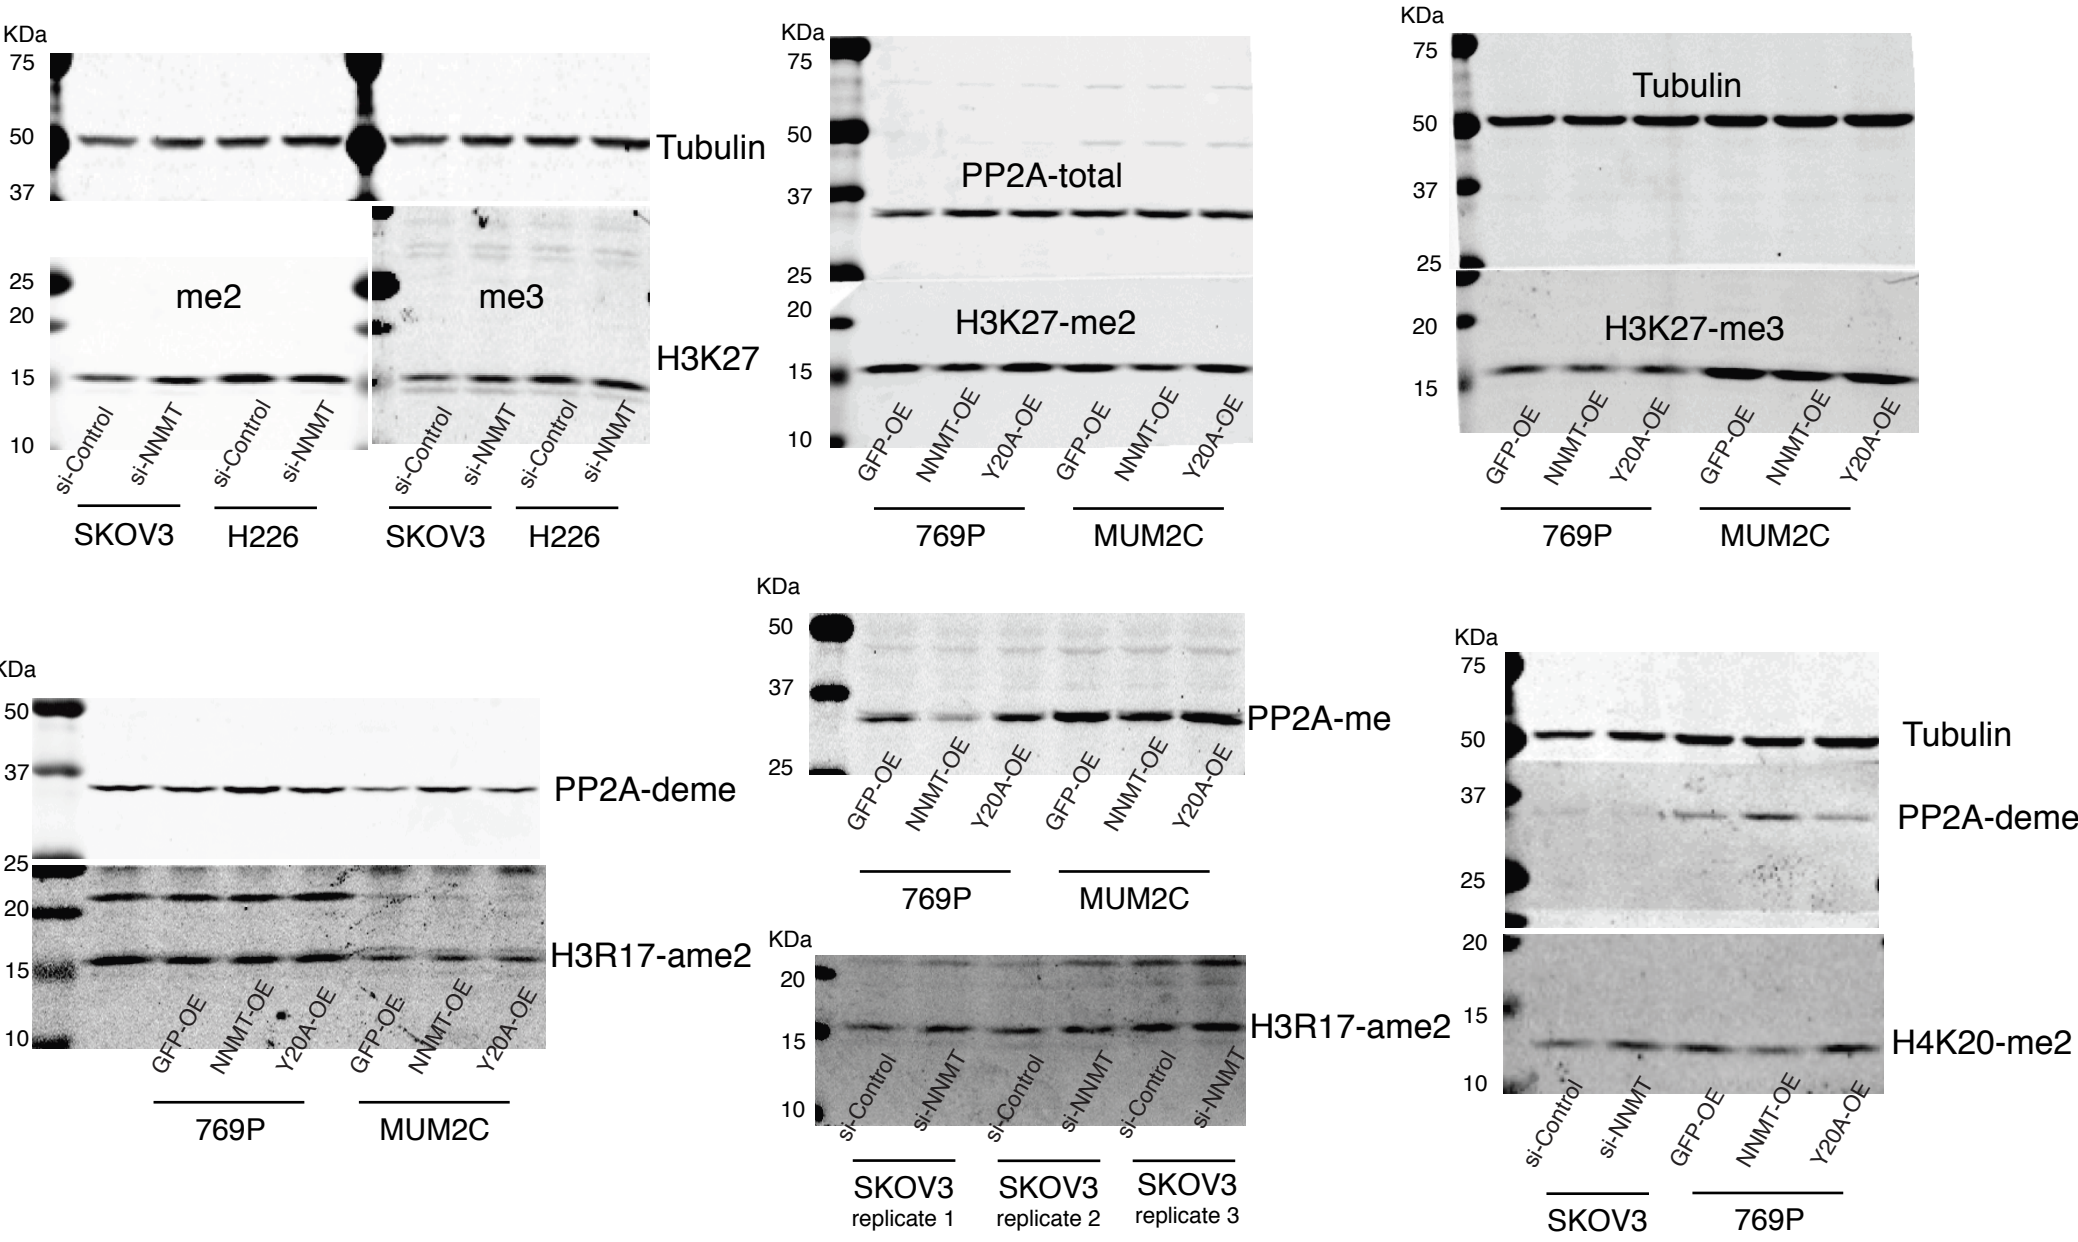 KDa
75
50
37
25
20
15
10
Tubulin
me2
me3
H3K27
si-Control
si-NNMT
si-Control
si-NNMT
si-Control
si-NNMT
si-Control
si-NNMT
SKOV3
H226
SKOV3
H226
KDa
75
50
37
25
20
15
10
PP2A-total
H3K27-me2
GFP-OE
NNMT-OE
Y20A-OE
GFP-OE
NNMT-OE
Y20A-OE
769P
MUM2C
KDa
75
50
37
25
20
15
Tubulin
H3K27-me3
GFP-OE
NNMT-OE
Y20A-OE
GFP-OE
NNMT-OE
Y20A-OE
769P
MUM2C
KDa
50
37
25
20
15
10
PP2A-deme
H3R17-ame2
GFP-OE
NNMT-OE
Y20A-OE
GFP-OE
NNMT-OE
Y20A-OE
769P
MUM2C
KDa
50
37
25
PP2A-me
GFP-OE
NNMT-OE
Y20A-OE
GFP-OE
NNMT-OE
Y20A-OE
769P
MUM2C
KDa
20
15
10
H3R17-ame2
si-Control
si-NNMT
si-Control
si-NNMT
si-Control
si-NNMT
SKOV3
replicate 1
SKOV3
replicate 2
SKOV3
replicate 3
KDa
75
50
37
25
20
15
10
Tubulin
PP2A-deme
H4K20-me2
si-Control
si-NNMT
GFP-OE
NNMT-OE
Y20A-OE
SKOV3
769P